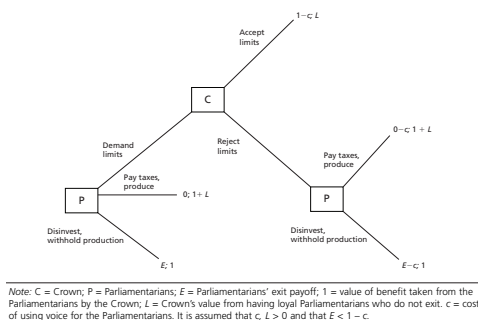 1–c; L
Accept
limits
C
0–c; 1 + L
Demand
limits
Reject
limits
Pay taxes,
produce
Pay taxes,
produce
P
0; 1+ L
P
Disinvest,
withhold production
Disinvest,
withhold production
E; 1
E–c; 1
Note: C = Crown; P = Parliamentarians; E = Parliamentarians' exit payoff; 1 = value of benefit taken from the
Parliamentarians by the Crown; L = Crown's value from having loyal Parliamentarians who do not exit. c = cost
of using voice for the Parliamentarians. It is assumed that c, L > 0 and that E < 1 – c.